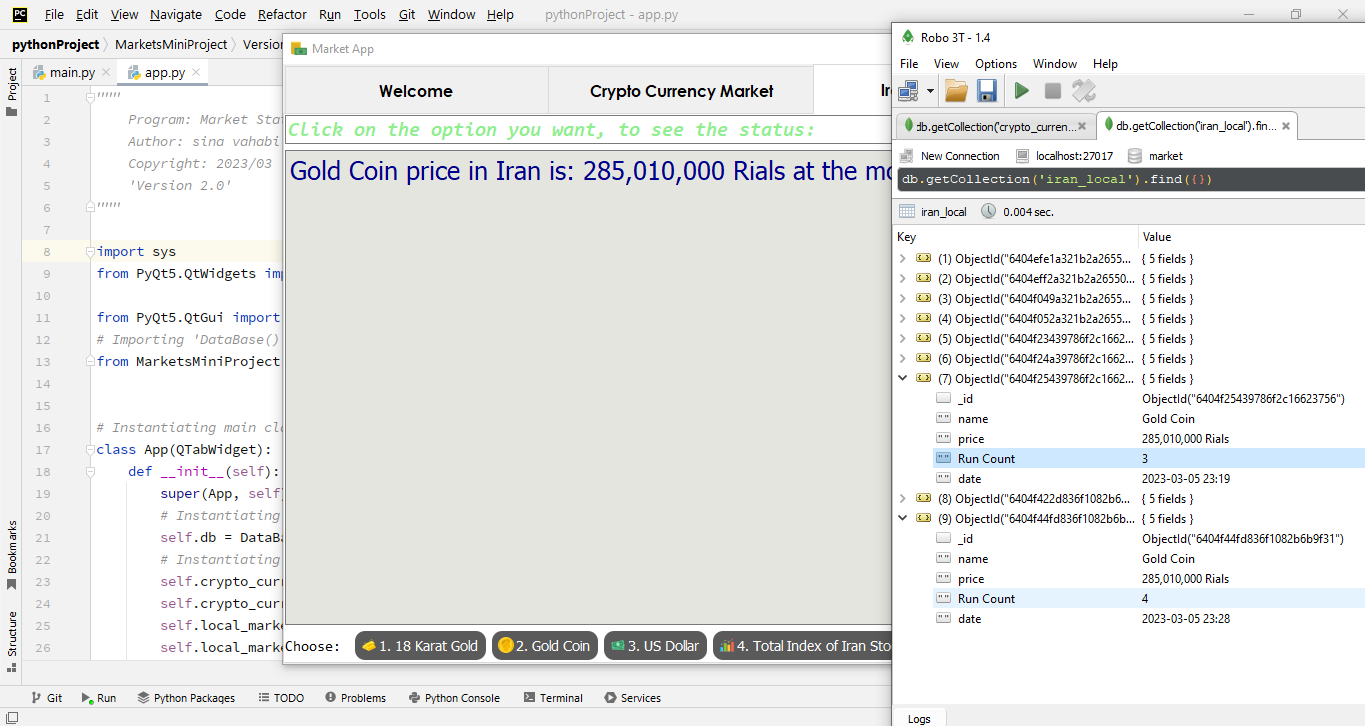 PC File Edit View Navigate Code Refactor Run Tools Git Window Help pythonProject - app.py
pythonProject MarketsMiniProject Version
main.py app.py
Project
Bookmarks
Structure
1 """
2 Program: Market Stat
3 Author: sina vahabi
4 Copyright: 2023/03
5 'Version 2.0'
6 """
7
8 import sys
9 from PyQt5.QtWidgets imp
10
11 from PyQt5.QtGui import
12 # Importing 'DataBase()
13 from MarketsMiniProject
14
15
16 # Instantiating main cla
17 class App(QTabWidget):
18 def __init__(self):
19 super(App, self
20 # Instantiating
21 self.db = DataBa
22 # Instantiating
23 self.crypto_curr
24 self.crypto_curr
25 self.local_marke
26 self.local_marke
Git Run Python Packages TODO Problems Python Console Terminal Services
Market App
Welcome Crypto Currency Market Ir
Click on the option you want, to see the status:
Gold Coin price in Iran is: 285,010,000 Rials at the mo
Choose: 1. 18 Karat Gold 2. Gold Coin 3. US Dollar 4. Total Index of Iran Sto
Robo 3T - 1.4
File View Options Window Help
db.getCollection('crypto_curren... db.getCollection('iran_local').fin...
New Connection localhost:27017 market
db.getCollection('iran_local').find({})
iran_local 0.004 sec.
Key Value
(1) ObjectId("6404efe1a321b2a2655... { 5 fields }
(2) ObjectId("6404eff2a321b2a26550... { 5 fields }
(3) ObjectId("6404f049a321b2a2655... { 5 fields }
(4) ObjectId("6404f052a321b2a2655... { 5 fields }
(5) ObjectId("6404f23439786f2c1662... { 5 fields }
(6) ObjectId("6404f24a39786f2c1662... { 5 fields }
(7) ObjectId("6404f25439786f2c1662... { 5 fields }
_id ObjectId("6404f25439786f2c16623756")
name Gold Coin
price 285,010,000 Rials
Run Count 3
date 2023-03-05 23:19
(8) ObjectId("6404f422d836f1082b6... { 5 fields }
(9) ObjectId("6404f44fd836f1082b6b... { 5 fields }
_id ObjectId("6404f44fd836f1082b6b9f31")
name Gold Coin
price 285,010,000 Rials
Run Count 4
date 2023-03-05 23:28
Logs